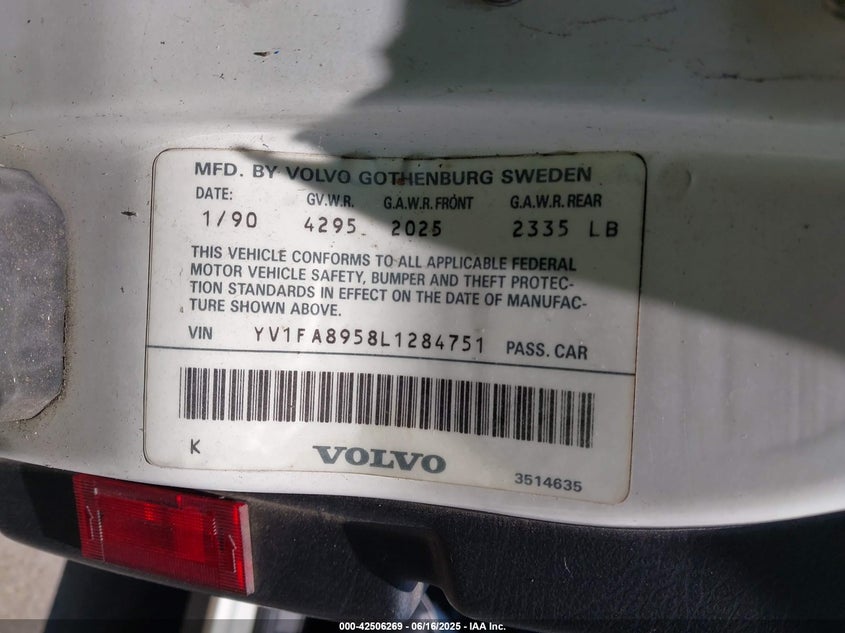 MFD. BY VOLVO GOTHENBURG SWEDEN
DATE: GV.W.R. G.A.W.R. FRONT G.A.W.R. REAR
1/90 4295 2025 2335 LB
THIS VEHICLE CONFORMS TO ALL APPLICABLE FEDERAL
MOTOR VEHICLE SAFETY, BUMPER AND THEFT PROTEC-
TION STANDARDS IN EFFECT ON THE DATE OF MANUFAC-
TURE SHOWN ABOVE.
VIN YV1FA8958L1284751 PASS. CAR
K VOLVO 3514635
000-42506269 - 06/16/2025 - IAA Inc.